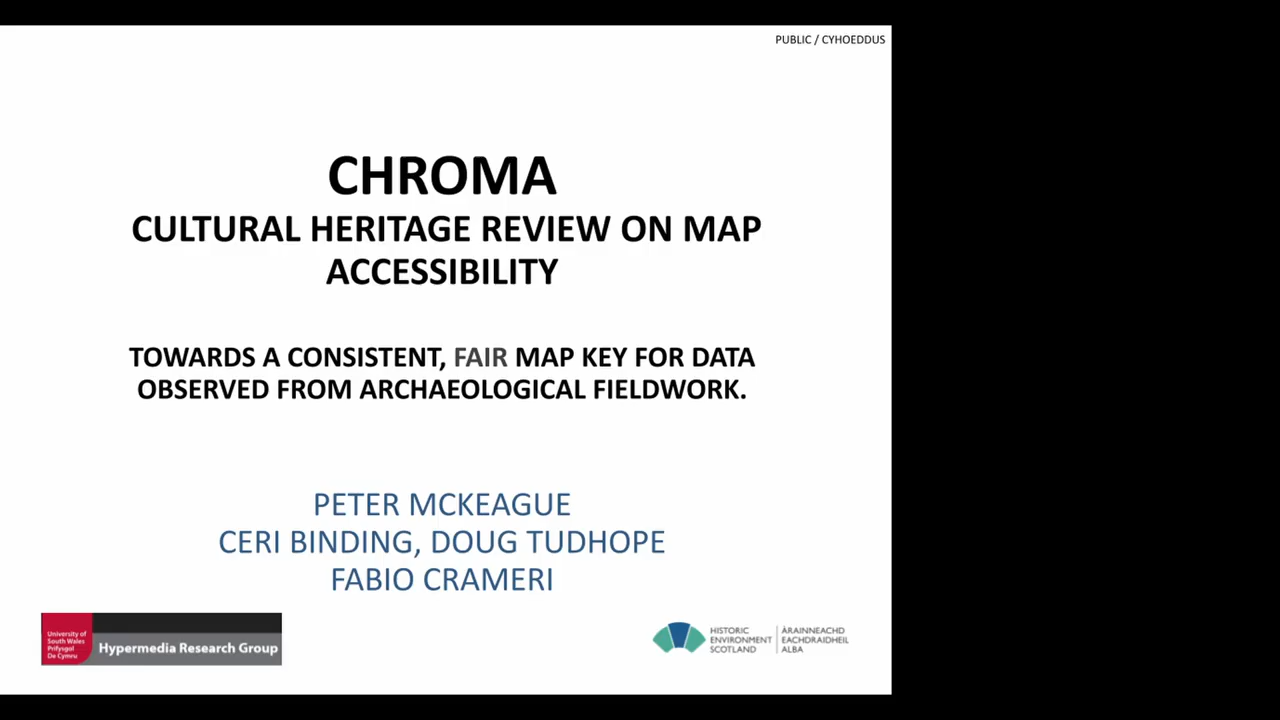 PUBLIC / CYHOEDDUS
CHROMA
CULTURAL HERITAGE REVIEW ON MAP
ACCESSIBILITY
TOWARDS A CONSISTENT, FAIR MAP KEY FOR DATA
OBSERVED FROM ARCHAEOLOGICAL FIELDWORK.
PETER MCKEAGUE
CERI BINDING, DOUG TUDHOPE
FABIO CRAMERI
University of
South Wales
Prifysgol
De Cymru
Hypermedia Research Group
HISTORIC
ENVIRONMENT
SCOTLAND
ÀRAINNEACHD
EACHDRAIDHEIL
ALBA